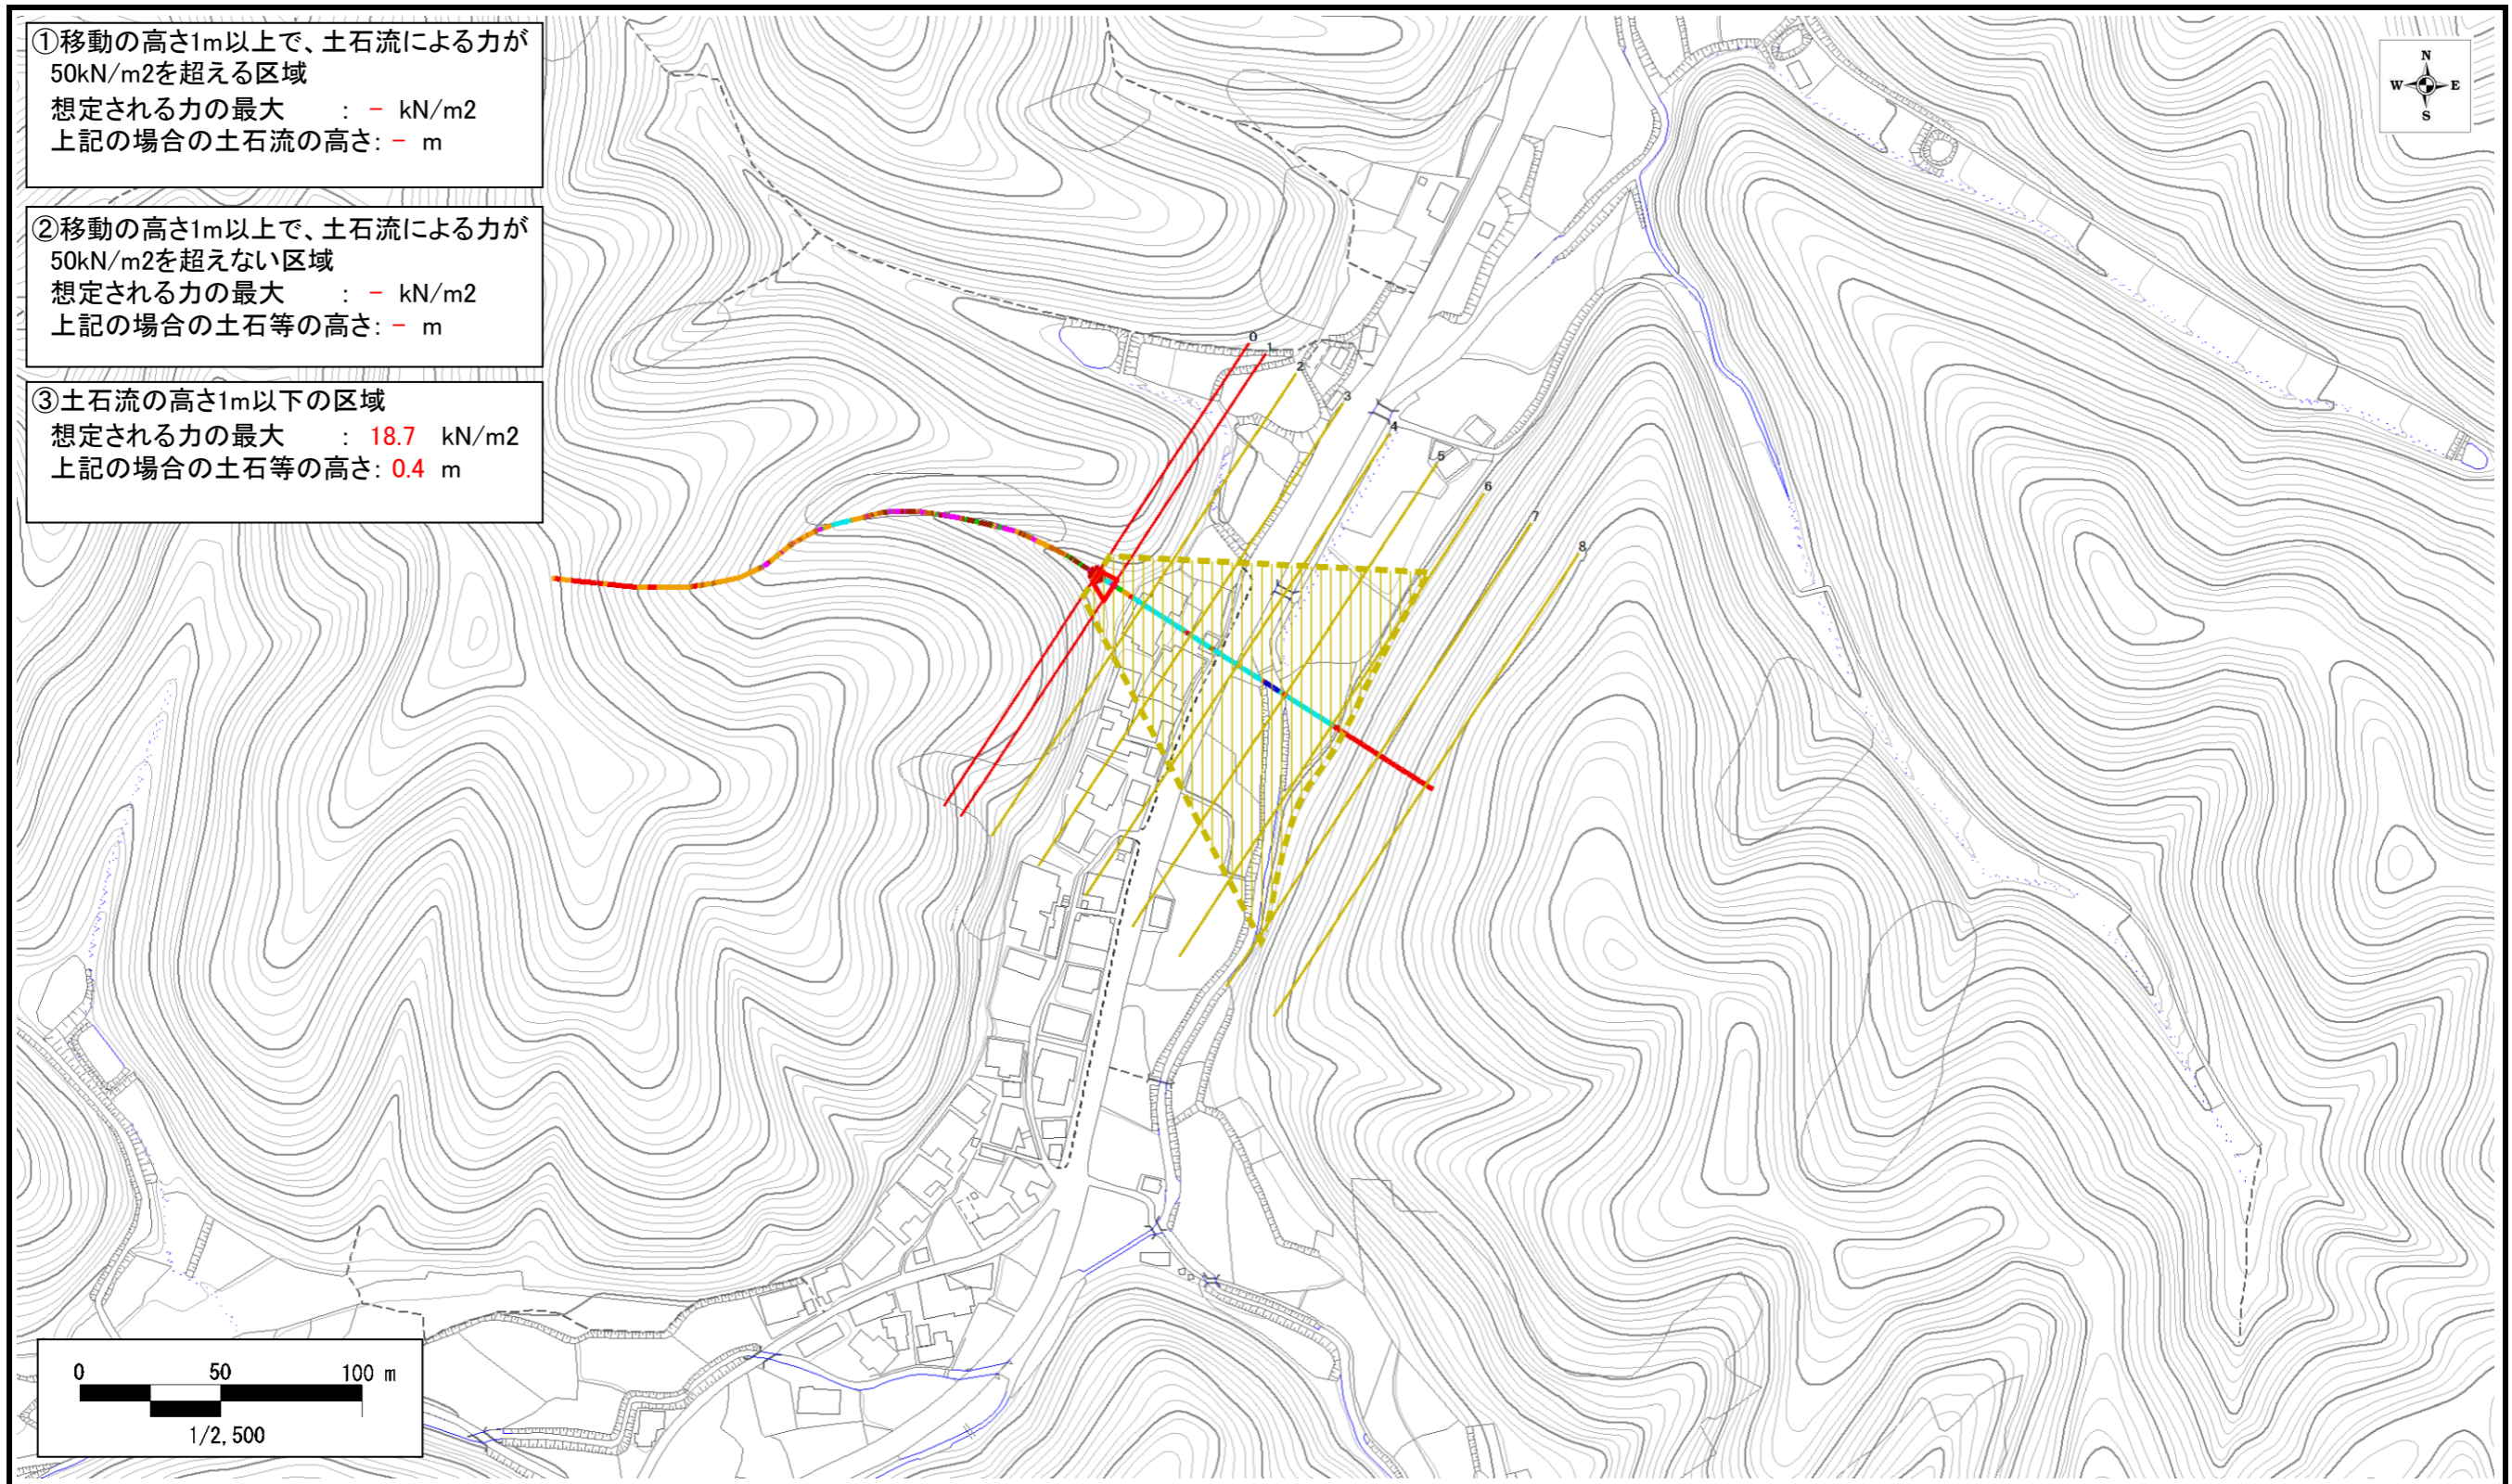 ①移動の高さ1m以上で、土石流による力が
50kN/m2を超える区域
想定される力の最大 : - kN/m2
上記の場合の土石流の高さ: - m
②移動の高さ1m以上で、土石流による力が
50kN/m2を超えない区域
想定される力の最大 : - kN/m2
上記の場合の土石等の高さ: - m
③土石流の高さ1m以下の区域
想定される力の最大 : 18.7 kN/m2
上記の場合の土石等の高さ: 0.4 m
N
W E
S
0
1
2
3
4
5
6
7
8
0 50 100 m
1/2,500